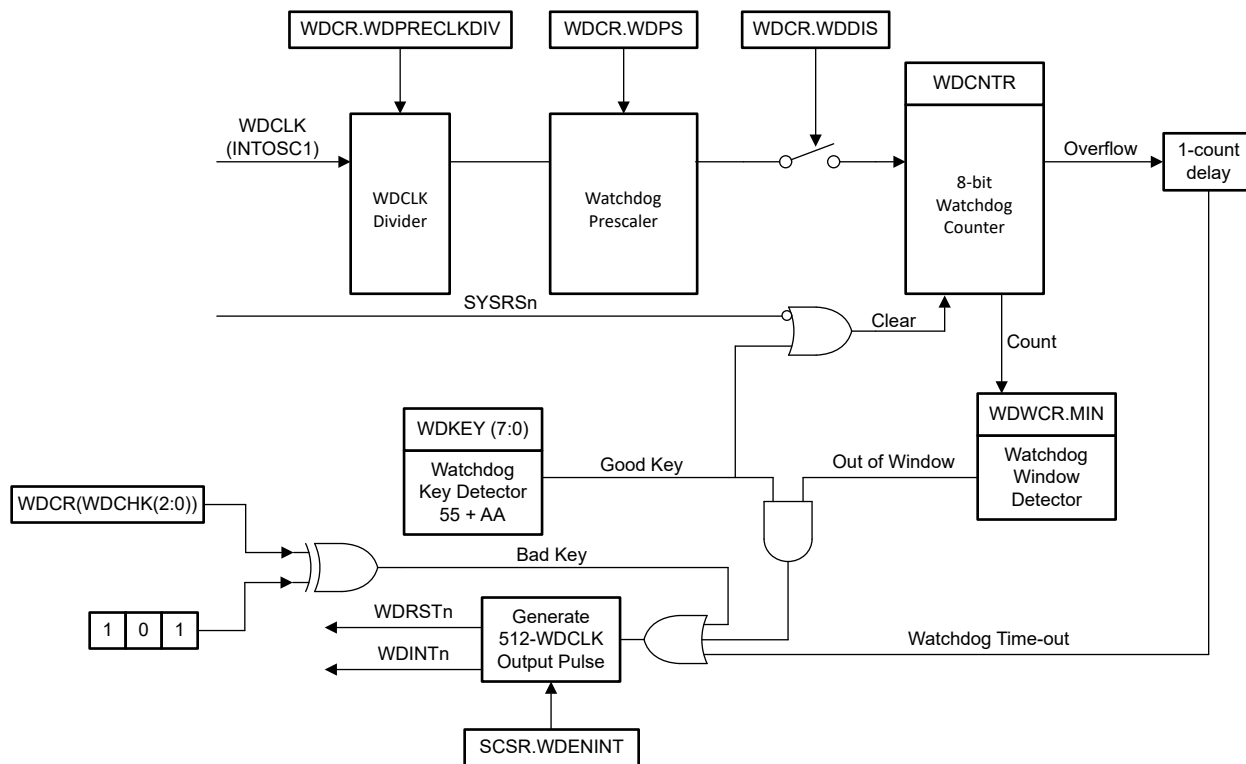 WDCR.WDPRECLKDIV
WDCR.WDPS
WDCR.WDDIS
WDCNTR
WDCLK
(INTOSC1)
WDCLK
Divider
Watchdog
Prescaler
8-bit
Watchdog
Counter
Overflow
1-count
delay
SYSRSn
Clear
Count
WDKEY (7:0)
Watchdog
Key Detector
55 + AA
Good Key
Out of Window
WDWCR.MIN
Watchdog
Window
Detector
WDCR(WDCHK(2:0))
Bad Key
1 0 1
WDRSTn
WDINTn
Generate
512-WDCLK
Output Pulse
Watchdog Time-out
SCSR.WDENINT